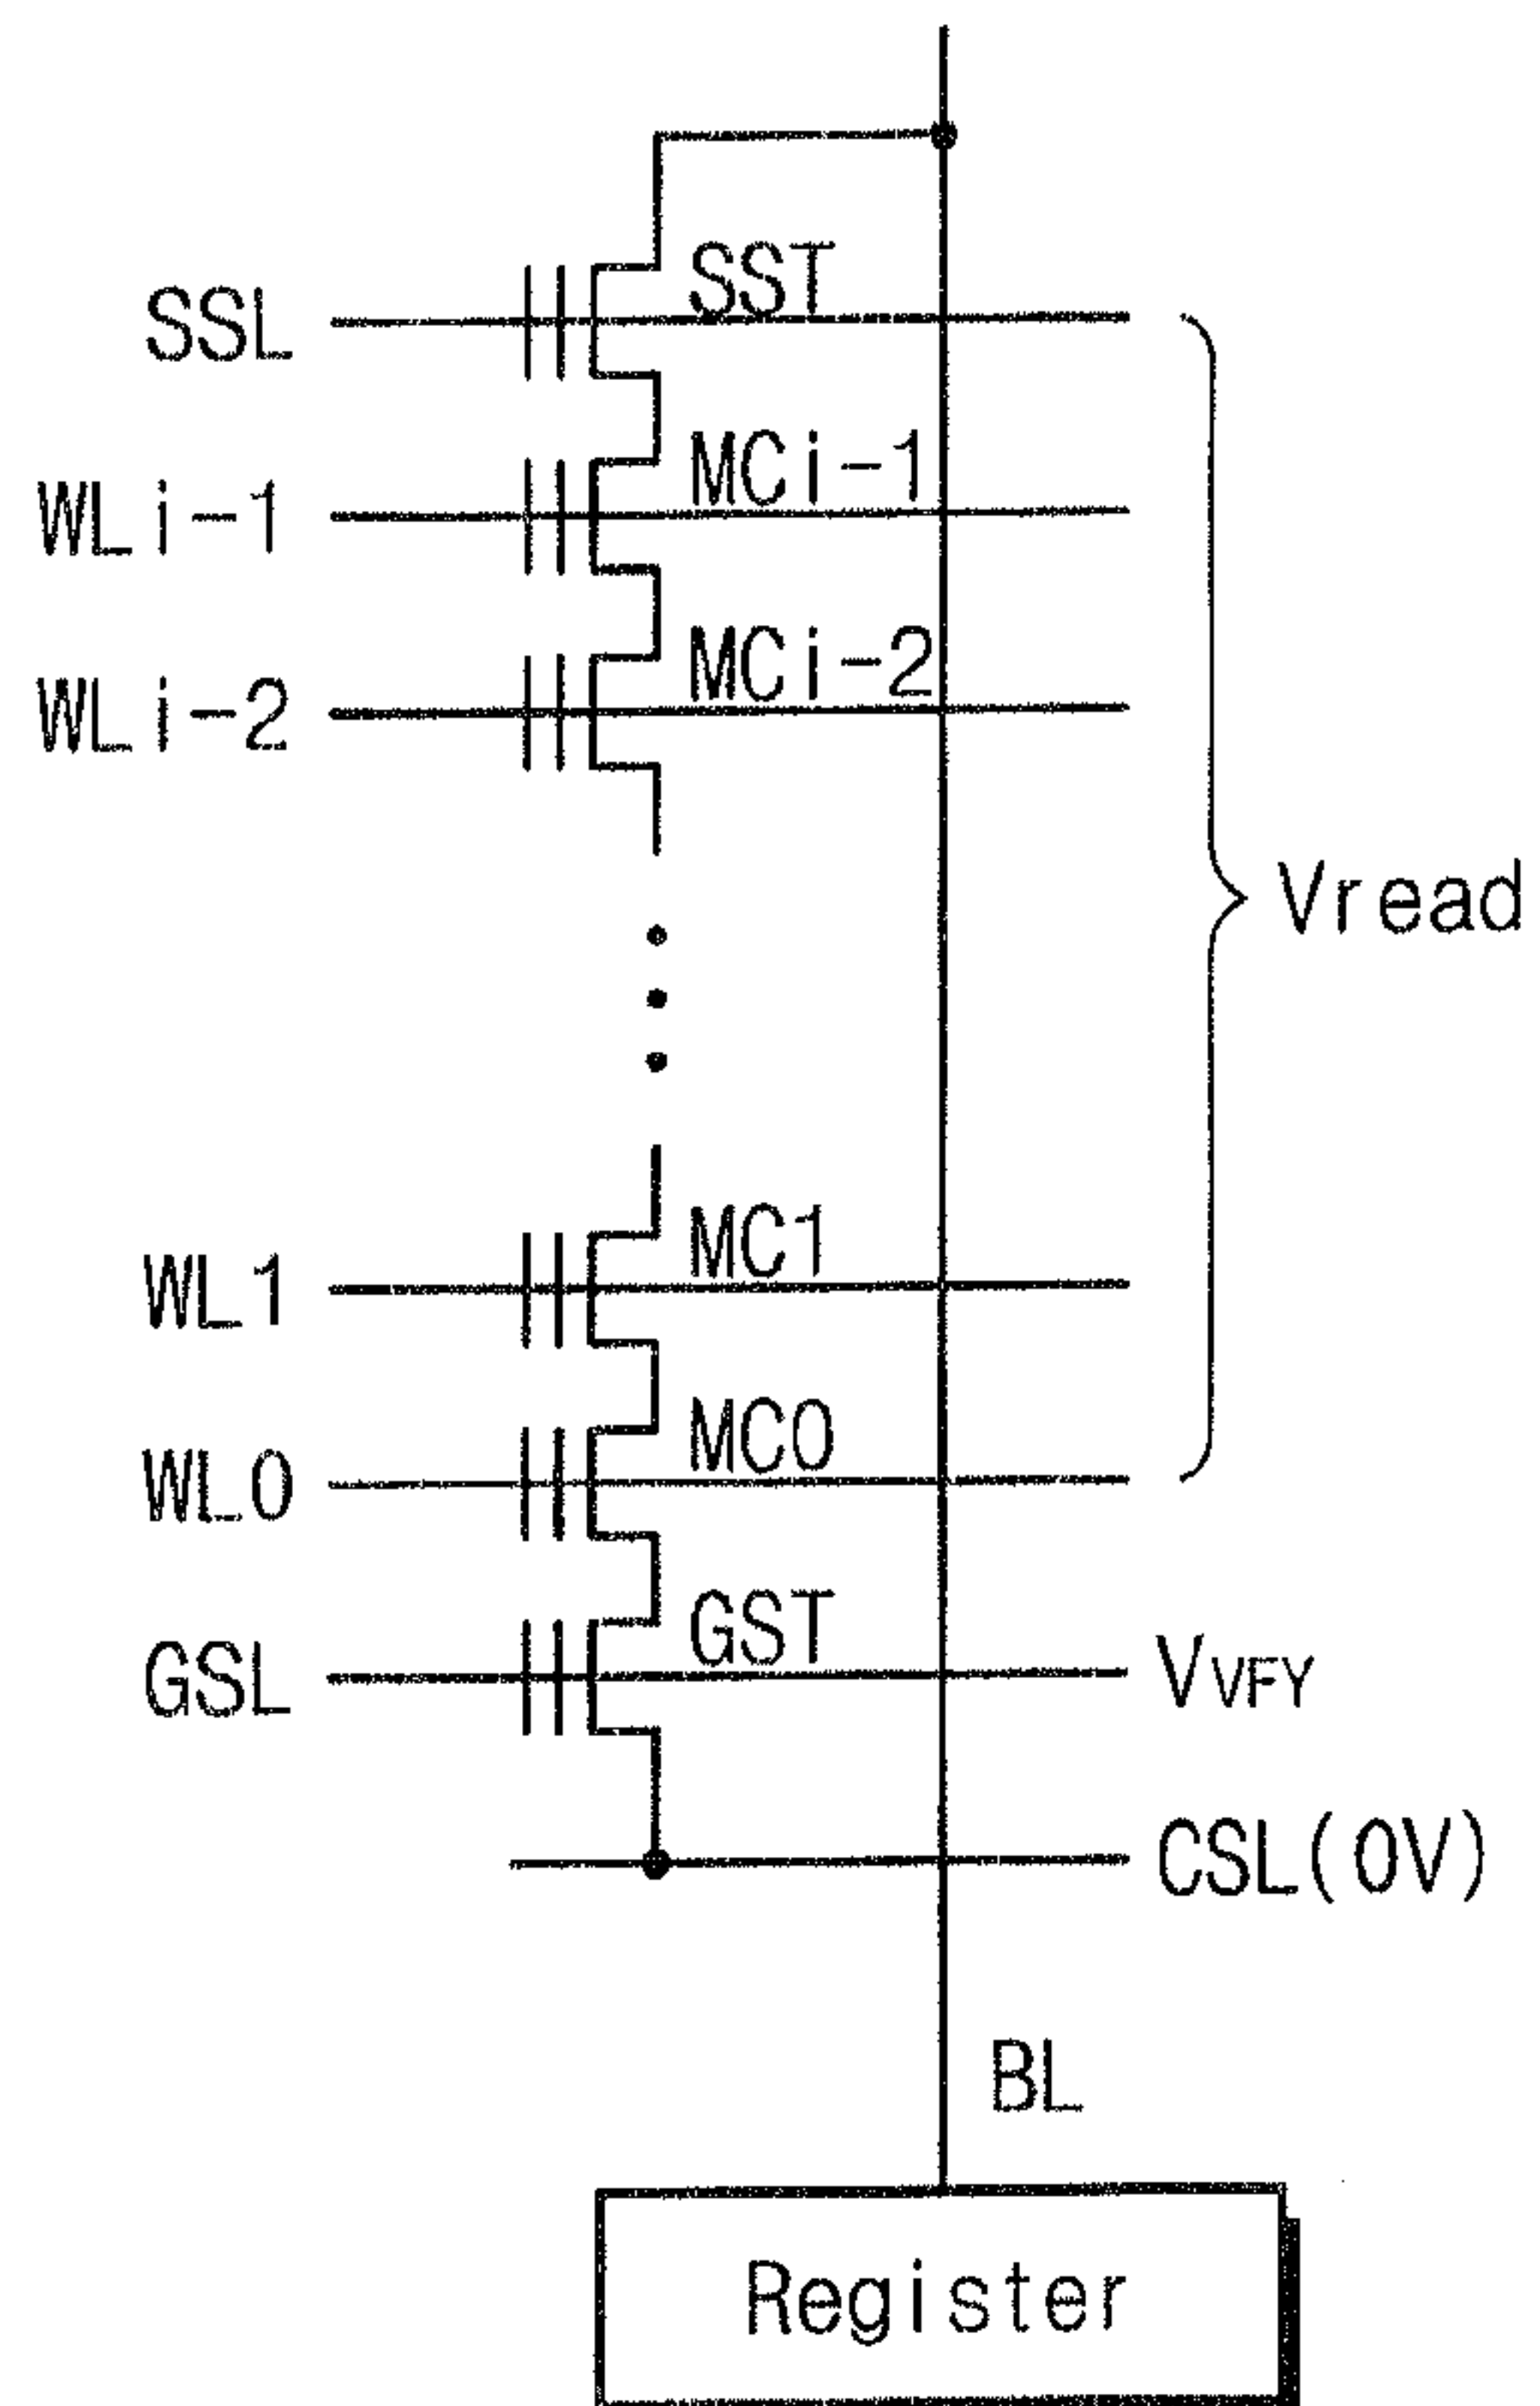 SSL
SST
WLi-1
MCi-1
WLi-2
MCi-2
Vread
WL1
MC1
WL0
MC0
GSL
GST
VVFY
CSL(0V)
BL
Register